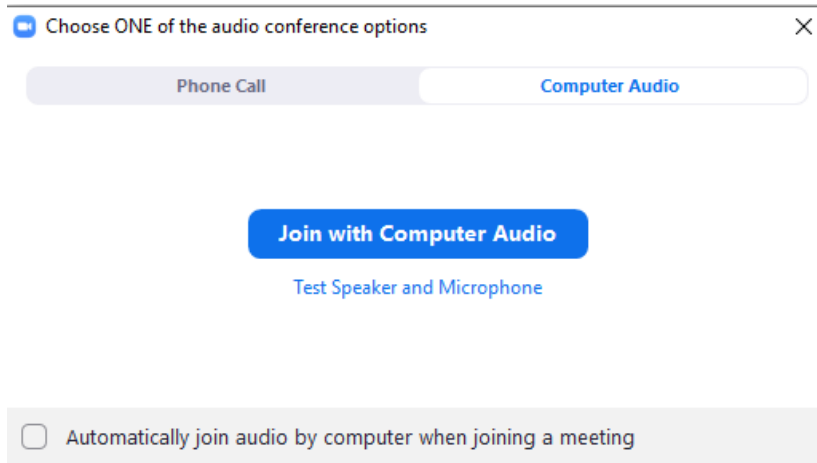 Choose ONE of the audio conference options
Phone Call
Computer Audio
Join with Computer Audio
Test Speaker and Microphone
Automatically join audio by computer when joining a meeting